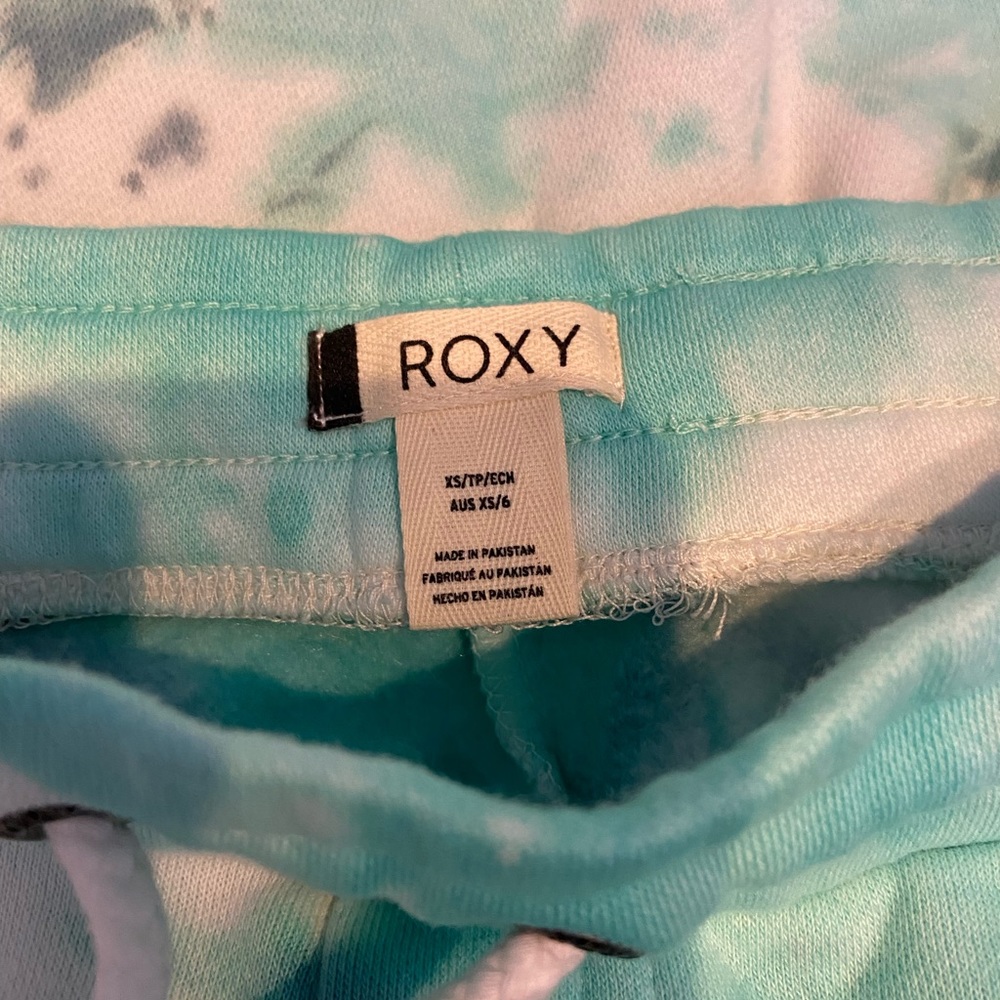 ROXY
XS/TP/ECH
AUS XS/6
MADE IN PAKISTAN
FABRIQUÉ AU PAKISTAN
HECHO EN PAKISTÁN